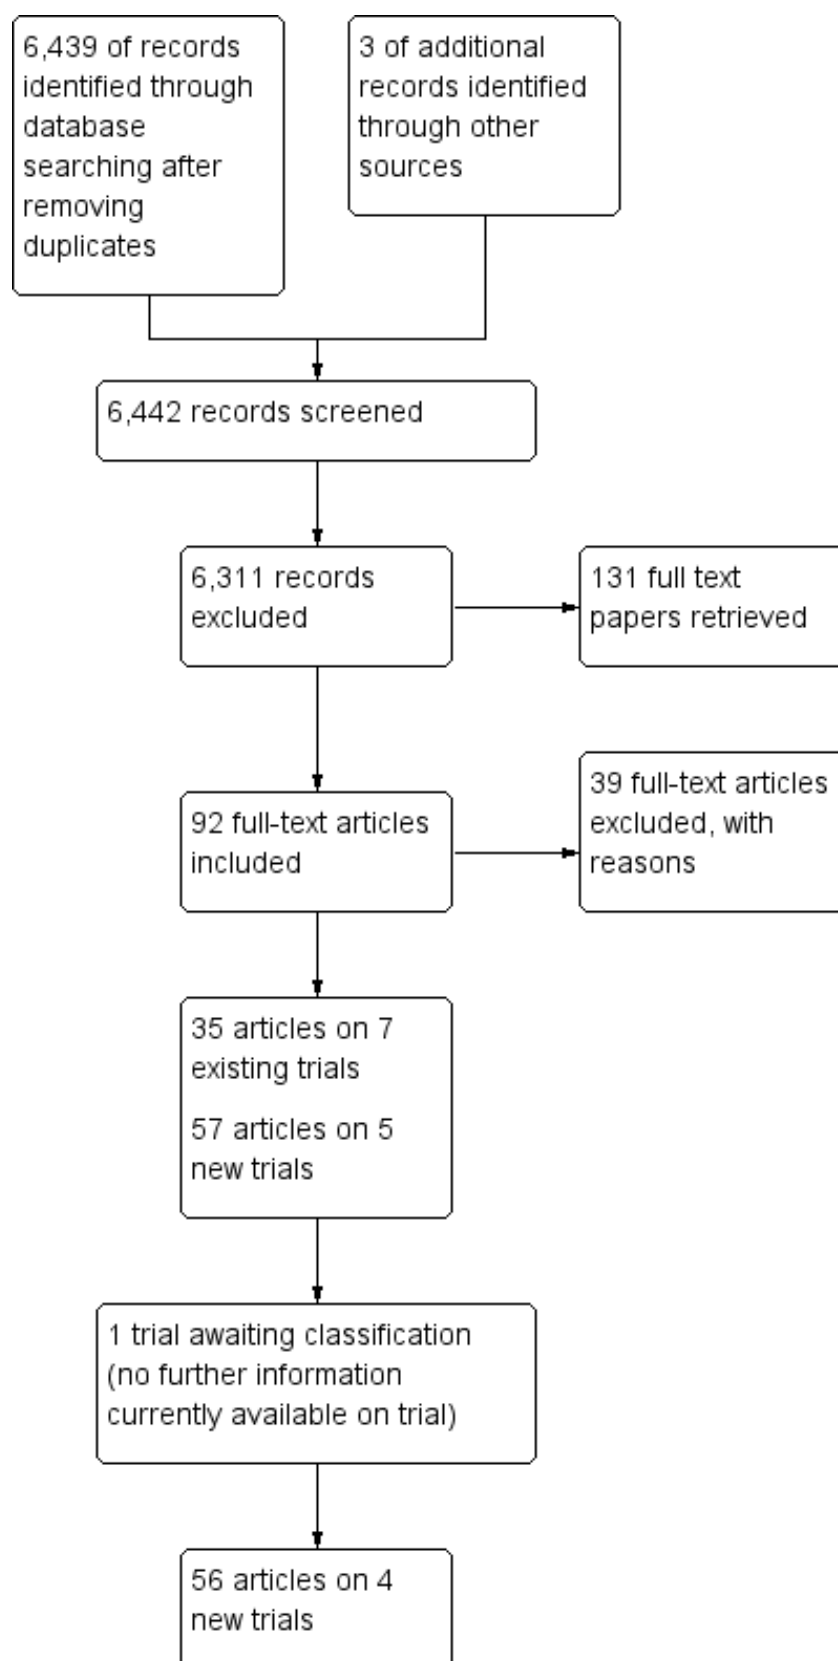 6,439 of records
identified through
database
searching after
removing
duplicates
3 of additional
records identified
through other
sources
6,442 records screened
6,311 records
excluded
131 full text
papers retrieved
92 full-text articles
included
39 full-text articles
excluded, with
reasons
35 articles on 7
existing trials
57 articles on 5
new trials
1 trial awaiting classification
(no further information
currently available on trial)
56 articles on 4
new trials